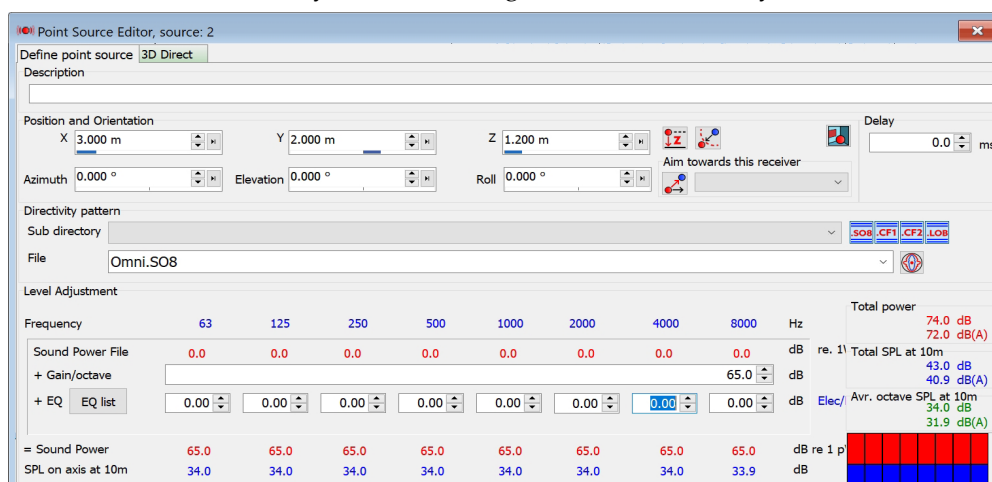 Point Source Editor, source: 2
Define point source 3D Direct
Description
Position and Orientation
X 3.000 m Y 2.000 m Z 1.200 m
Delay
0.0 ms
Aim towards this receiver
Azimuth 0.000 ° Elevation 0.000 ° Roll 0.000 °
Directivity pattern
Sub directory .SO8 .CF1 .CF2 .LOB
File Omni.SO8
Level Adjustment
Frequency 63 125 250 500 1000 2000 4000 8000 Hz
Total power
74.0 dB
72.0 dB(A)
Sound Power File 0.0 0.0 0.0 0.0 0.0 0.0 0.0 0.0 dB re. 1
Total SPL at 10m
43.0 dB
40.9 dB(A)
+ Gain/octave 65.0 dB
+ EQ EQ list 0.00 0.00 0.00 0.00 0.00 0.00 0.00 0.00 dB Elec/
Avr. octave SPL at 10m
34.0 dB
31.9 dB(A)
= Sound Power 65.0 65.0 65.0 65.0 65.0 65.0 65.0 65.0 dB re 1 p
SPL on axis at 10m 34.0 34.0 34.0 34.0 34.0 34.0 34.0 33.9 dB